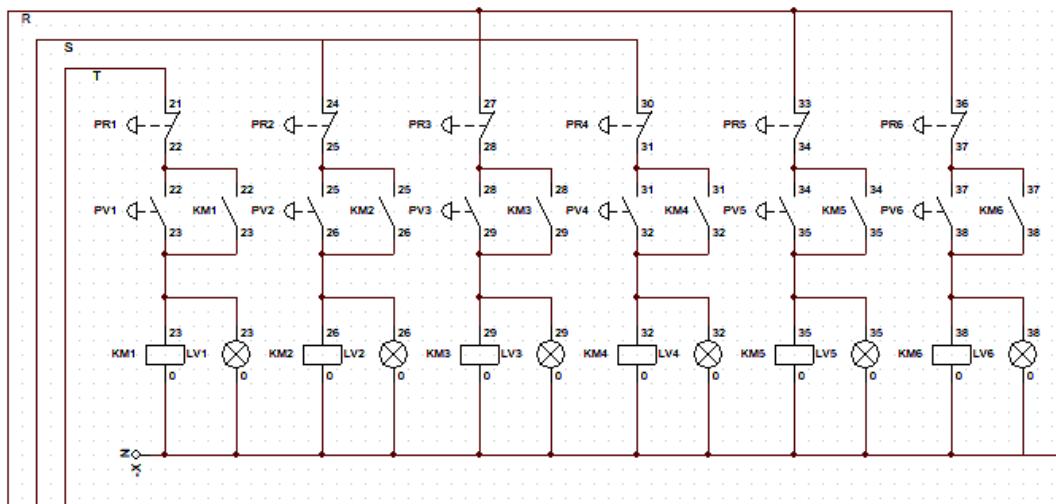 R
S
T
21 24 27 30 33 36
PR1 PR2 PR3 PR4 PR5 PR6
22 25 28 31 34 37
22 22 25 25 28 28 31 31 34 34 37 37
PV1 KM1 PV2 KM2 PV3 KM3 PV4 KM4 PV5 KM5 PV6 KM6
23 23 26 26 29 29 32 32 35 35 38 38
23 23 26 26 29 29 32 32 35 35 38 38
KM1 LV1 KM2 LV2 KM3 LV3 KM4 LV4 KM5 LV5 KM6 LV6
0 0 0 0 0 0 0 0 0 0 0 0
N
-X